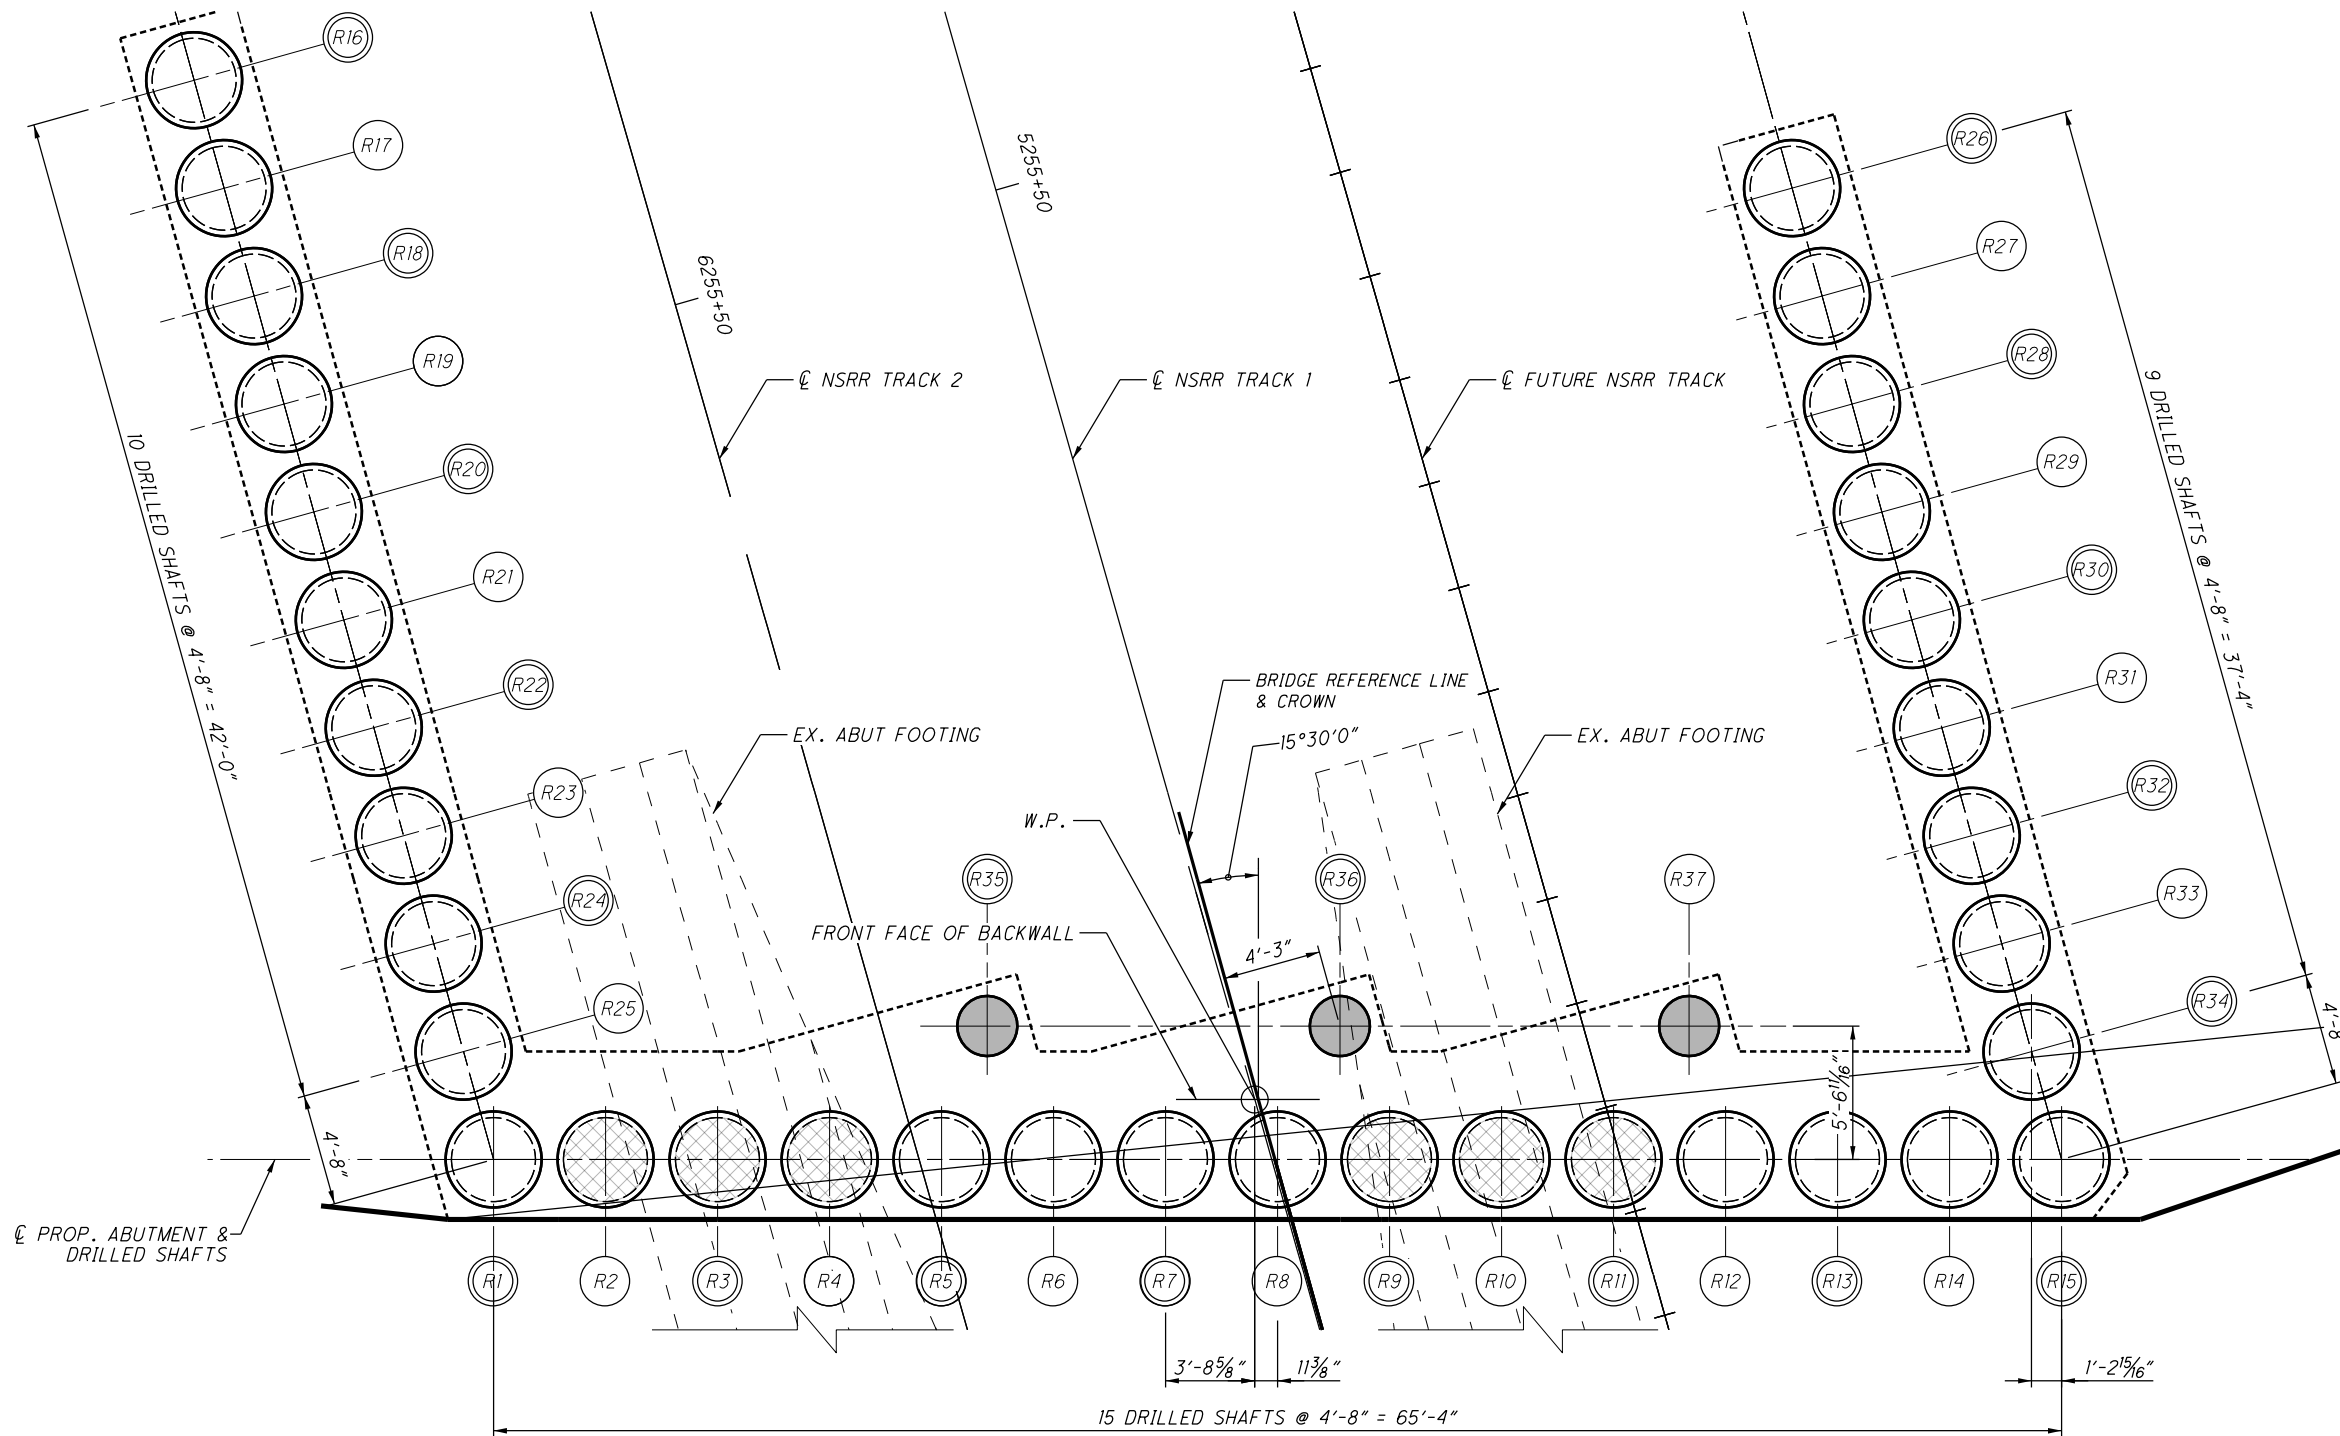 R16
R17
R18
R19
R20
R21
R22
R23
R24
R25
R26
R27
R28
R29
R30
R31
R32
R33
R34
10 DRILLED SHAFTS @ 4'-8" = 42'-0"
4'-8"
6255+50
5255+50
℄ NSRR TRACK 2
℄ NSRR TRACK 1
℄ FUTURE NSRR TRACK
9 DRILLED SHAFTS @ 4'-8" = 37'-4"
4'-8
BRIDGE REFERENCE LINE
& CROWN
15°30'0"
EX. ABUT FOOTING
EX. ABUT FOOTING
W.P.
R35
R36
R37
FRONT FACE OF BACKWALL
4'-3"
5'-6 11/16"
℄ PROP. ABUTMENT &
DRILLED SHAFTS
R1
R2
R3
R4
R5
R6
R7
R8
R9
R10
R11
R12
R13
R14
R15
3'-8 5/8"
11 3/8"
1'-2 15/16"
15 DRILLED SHAFTS @ 4'-8" = 65'-4"